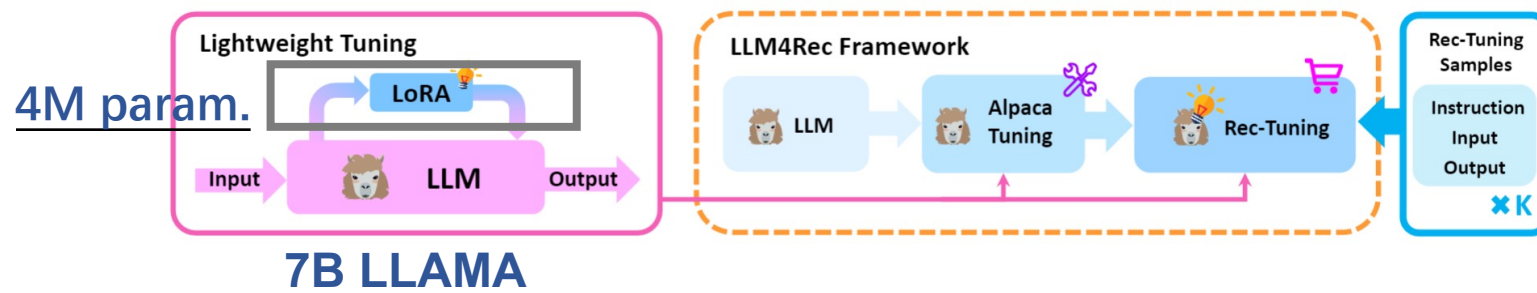 Lightweight Tuning
LoRA
4M param.
Input
LLM
Output
7B LLAMA
LLM4Rec Framework
LLM
Alpaca
Tuning
Rec-Tuning
Rec-Tuning
Samples
Instruction
Input
Output
✖K